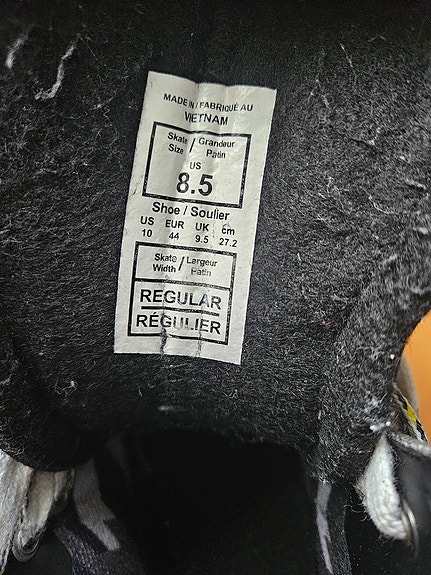 MADE IN / FABRIQUÉ AU
VIETNAM
Skate / Grandeur
Size / Patin
US
8.5
Shoe / Soulier
US EUR UK cm
10 44 9.5 27.2
Skate / Largeur
Width / Patin
REGULAR
RÉGULIER